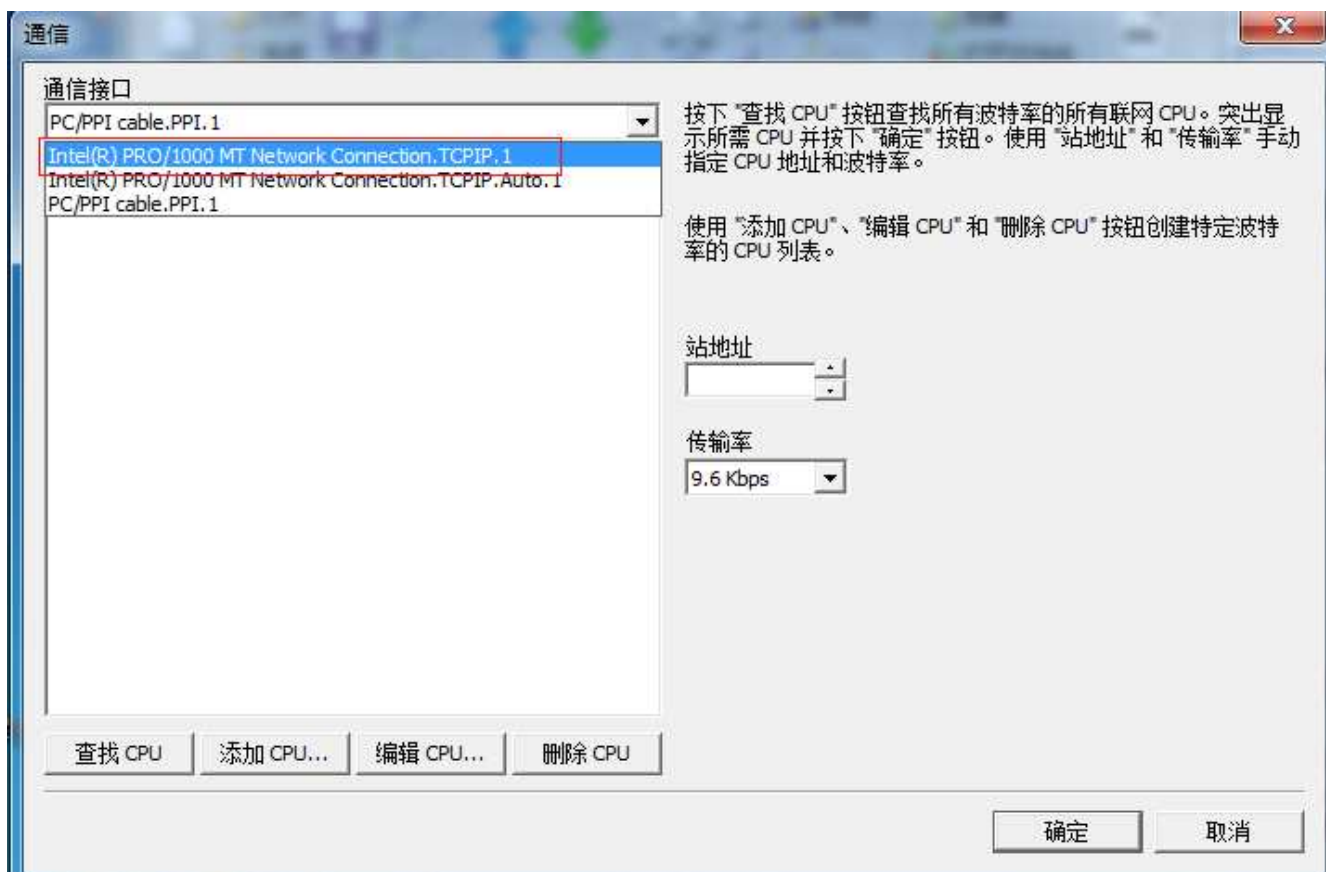 通信
通信接口
PC/PPI cable.PPI.1
Intel(R) PRO/1000 MT Network Connection.TCPIP.1
Intel(R) PRO/1000 MT Network Connection.TCPIP.Auto.1
PC/PPI cable.PPI.1
按下 "查找 CPU" 按钮查找所有波特率的所有联网 CPU。突出显
示所需 CPU 并按下 "确定" 按钮。使用 "站地址" 和 "传输率" 手动
指定 CPU 地址和波特率。
使用 "添加 CPU"、"编辑 CPU" 和 "删除 CPU" 按钮创建特定波特
率的 CPU 列表。
站地址
传输率
9.6 Kbps
查找 CPU
添加 CPU...
编辑 CPU...
删除 CPU
确定
取消